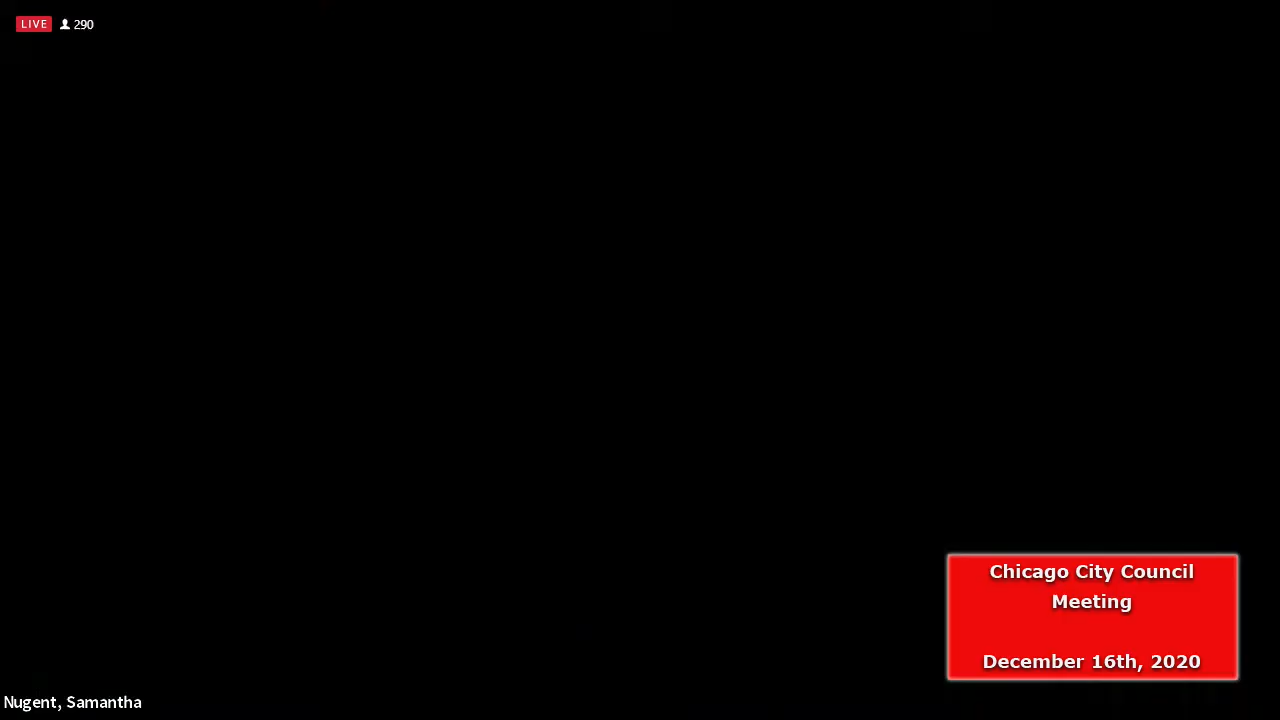 LIVE 290
Chicago City Council
Meeting
December 16th, 2020
Nugent, Samantha